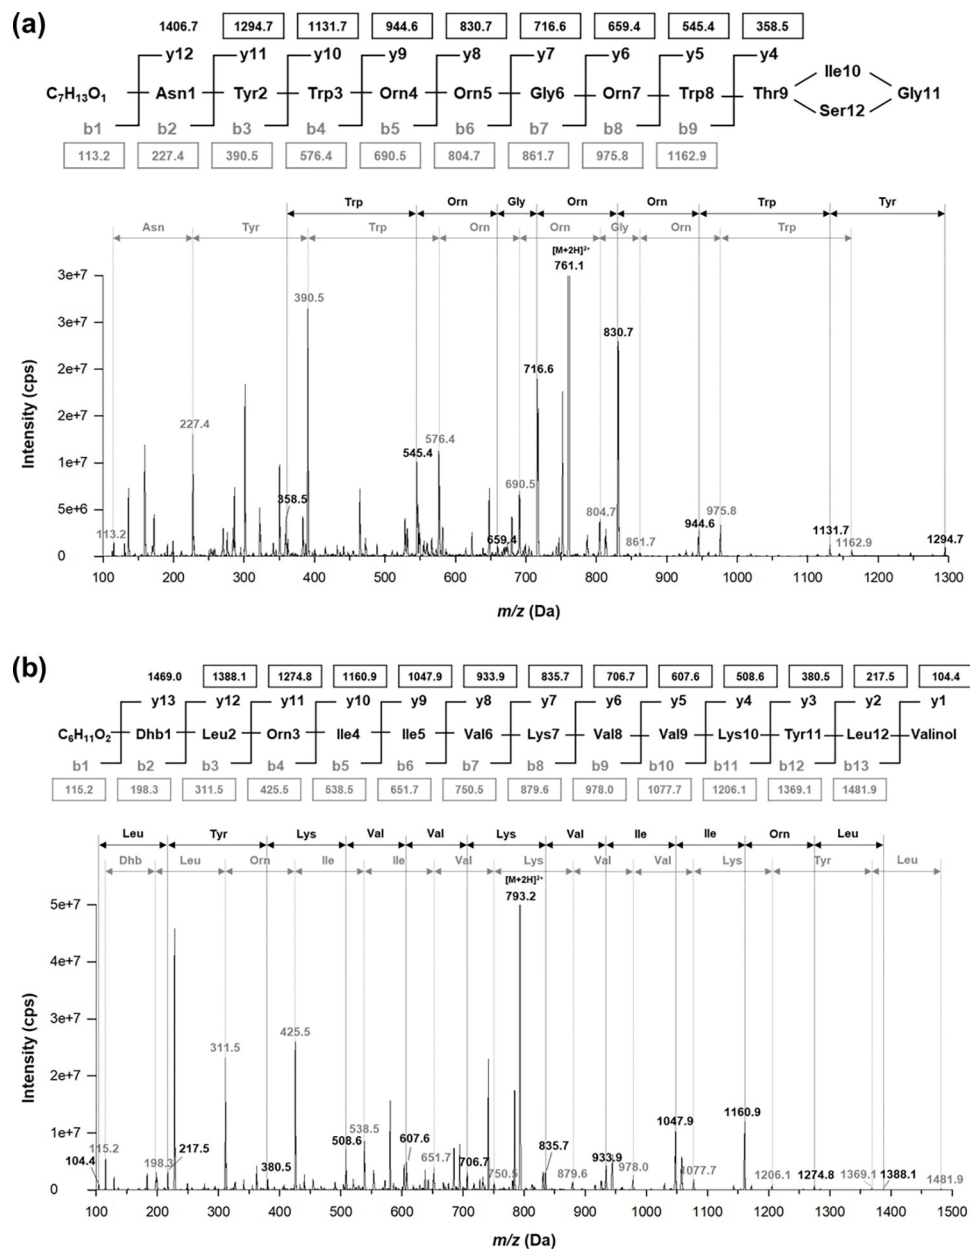 (a)
1406.7 1294.7 1131.7 944.6 830.7 716.6 659.4 545.4 358.5
y12 y11 y10 y9 y8 y7 y6 y5 y4
C7H13O1 Asn1 Tyr2 Trp3 Orn4 Orn5 Gly6 Orn7 Trp8 Thr9 Ile10 Ser12 Gly11
b1 b2 b3 b4 b5 b6 b7 b8 b9
113.2 227.4 390.5 576.4 690.5 804.7 861.7 975.8 1162.9
Trp Orn Gly Orn Orn Trp Tyr
Asn Tyr Trp Orn Orn Gly Orn Trp
[M+2H]2+
761.1
3e+7
3e+7
2e+7
2e+7
1e+7
5e+6
0
Intensity (cps)
113.2 227.4 358.5 390.5 545.4 576.4 659.4 690.5 716.6 804.7 830.7 861.7 944.6 975.8 1131.7 1162.9 1294.7
100 200 300 400 500 600 700 800 900 1000 1100 1200 1300
m/z (Da)
(b)
1469.0 1388.1 1274.8 1160.9 1047.9 933.9 835.7 706.7 607.6 508.6 380.5 217.5 104.4
y13 y12 y11 y10 y9 y8 y7 y6 y5 y4 y3 y2 y1
C6H11O2 Dhb1 Leu2 Orn3 Ile4 Ile5 Val6 Lys7 Val8 Val9 Lys10 Tyr11 Leu12 Valinol
b1 b2 b3 b4 b5 b6 b7 b8 b9 b10 b11 b12 b13
115.2 198.3 311.5 425.5 538.5 651.7 750.5 879.6 978.0 1077.7 1206.1 1369.1 1481.9
Leu Tyr Lys Val Val Lys Val Ile Ile Orn Leu
Dhb Leu Orn Ile Ile Val Lys Val Val Lys Tyr Leu
[M+2H]2+
793.2
5e+7
4e+7
3e+7
2e+7
1e+7
0
Intensity (cps)
104.4 115.2 198.3 217.5 311.5 380.5 425.5 508.6 538.5 607.6 651.7 706.7 750.5 835.7 879.6 933.9 978.0 1047.9 1077.7 1160.9 1206.1 1274.8 1369.1 1388.1 1481.9
100 200 300 400 500 600 700 800 900 1000 1100 1200 1300 1400 1500
m/z (Da)